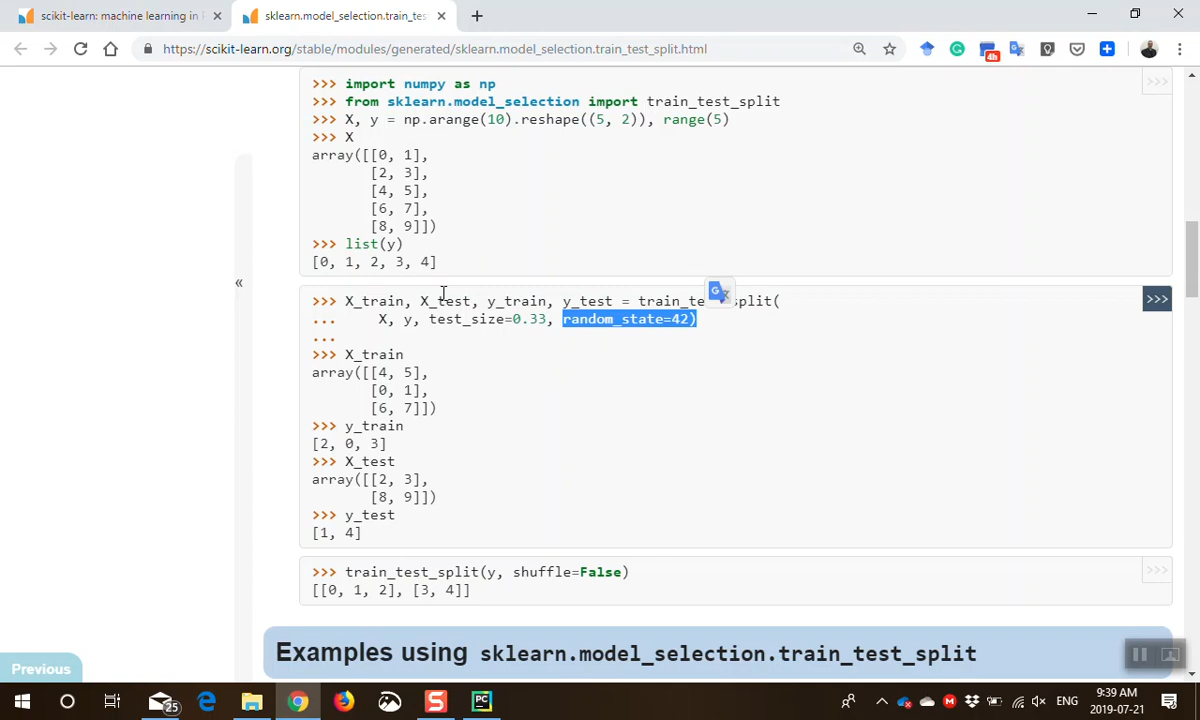 scikit-learn: machine learning in
sklearn.model_selection.train_tes
https://scikit-learn.org/stable/modules/generated/sklearn.model_selection.train_test_split.html
4h
>>> import numpy as np
>>> from sklearn.model_selection import train_test_split
>>> X, y = np.arange(10).reshape((5, 2)), range(5)
>>> X
array([[0, 1],
[2, 3],
[4, 5],
[6, 7],
[8, 9]])
>>> list(y)
[0, 1, 2, 3, 4]
>>>
«
>>> X_train, X_test, y_train, y_test = train_test_split(
... X, y, test_size=0.33, random_state=42)
...
>>> X_train
array([[4, 5],
[0, 1],
[6, 7]])
>>> y_train
[2, 0, 3]
>>> X_test
array([[2, 3],
[8, 9]])
>>> y_test
[1, 4]
>>>
>>> train_test_split(y, shuffle=False)
[[0, 1, 2], [3, 4]]
>>>
Examples using sklearn.model_selection.train_test_split
Previous
25
S
PC
M
ENG
9:39 AM
2019-07-21